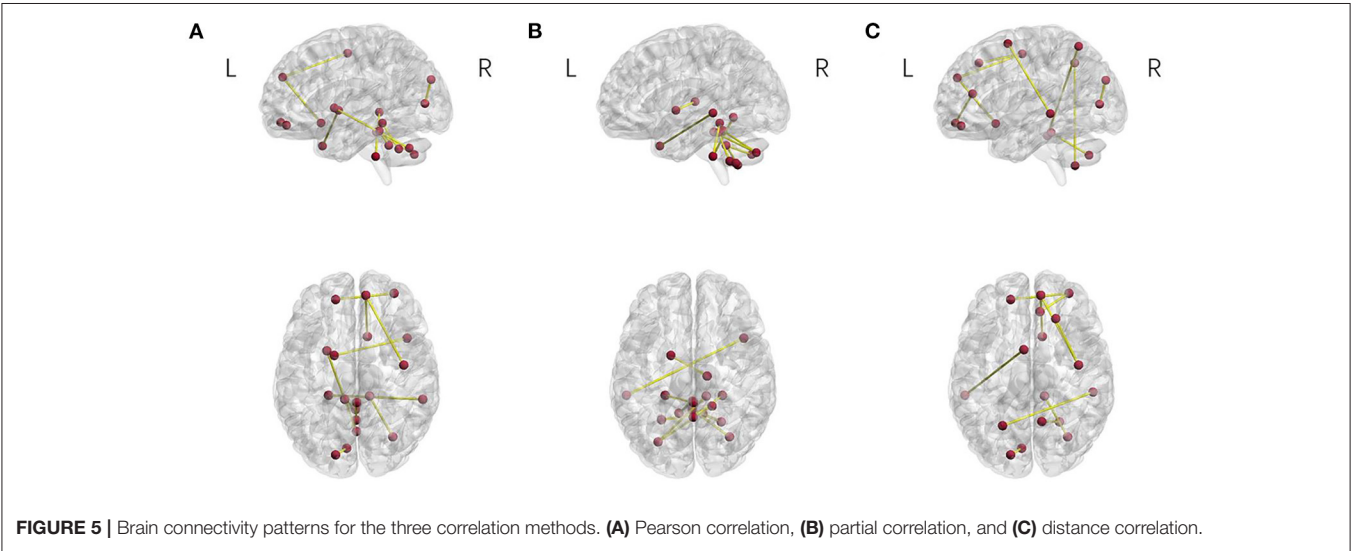 A
B
C
L
R
L
R
L
R
FIGURE 5 | Brain connectivity patterns for the three correlation methods. (A) Pearson correlation, (B) partial correlation, and (C) distance correlation.